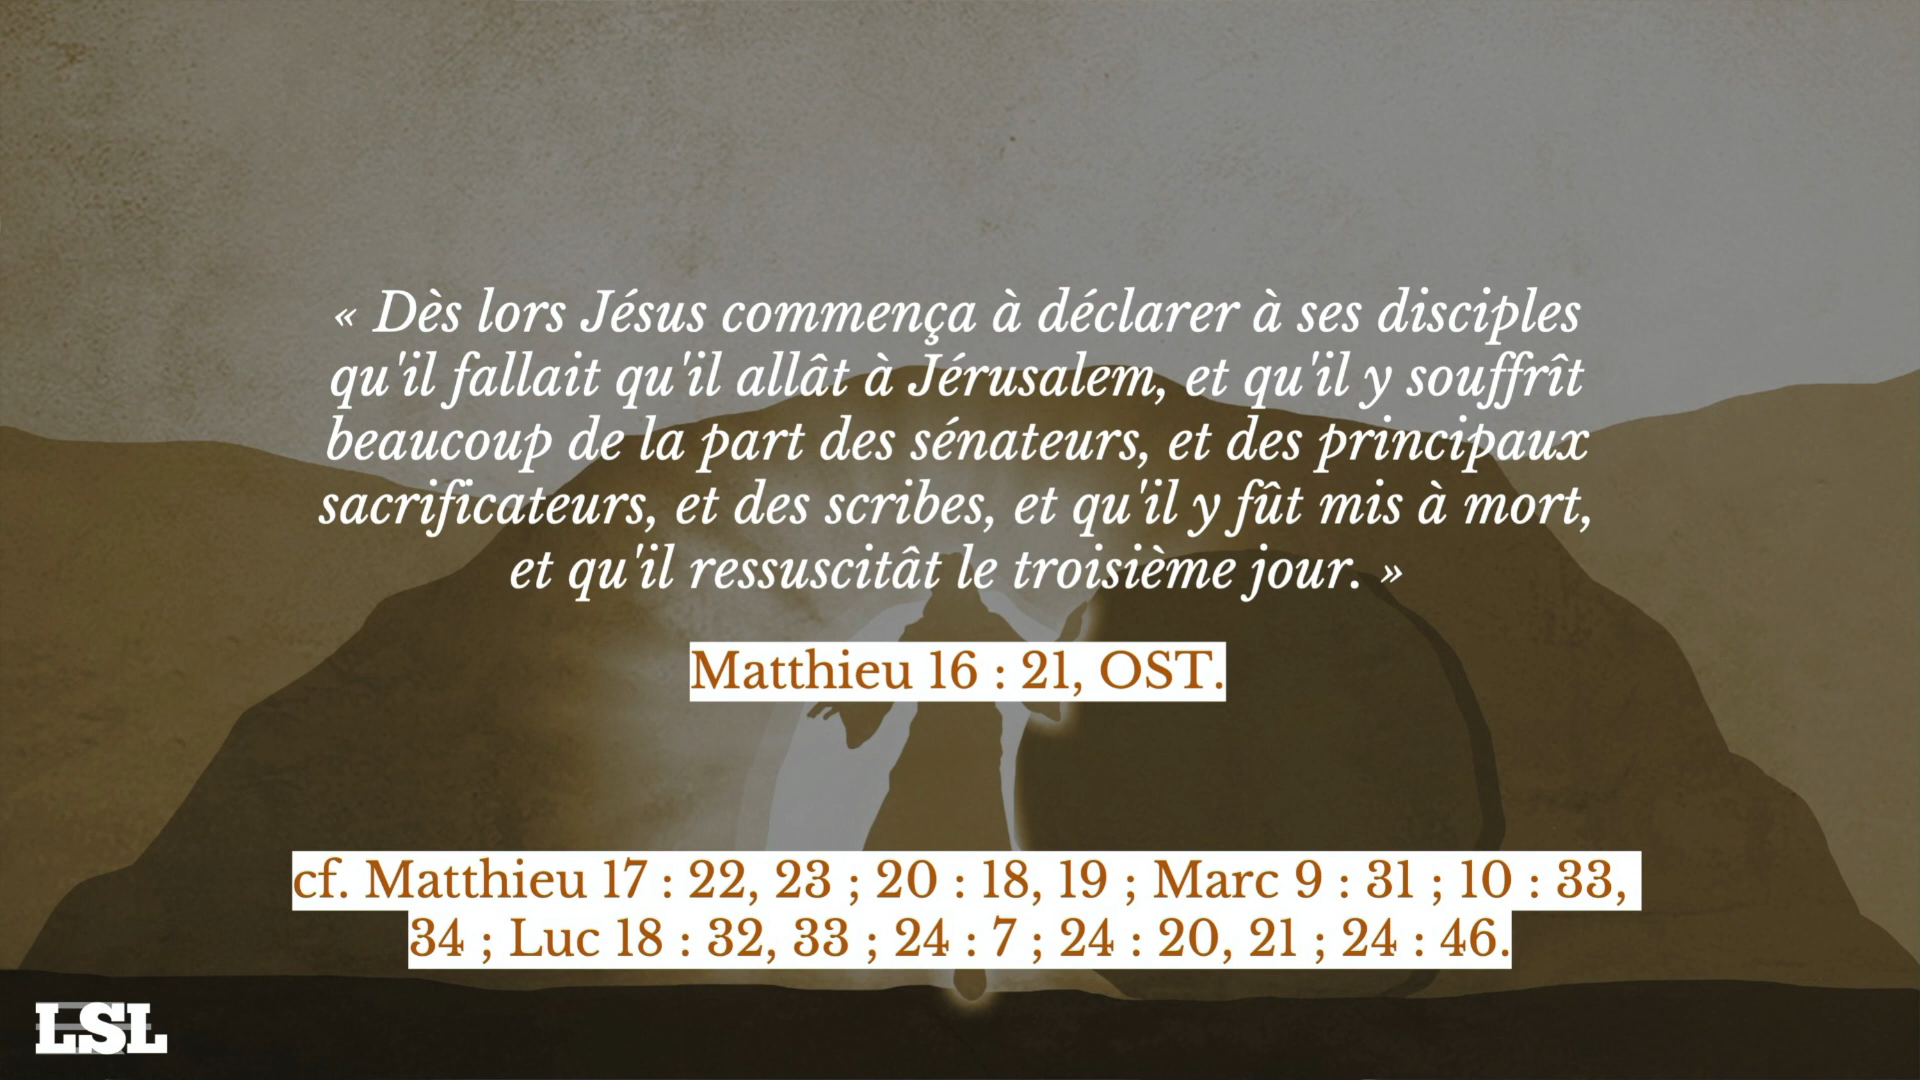 « Dès lors Jésus commença à déclarer à ses disciples
qu'il fallait qu'il allât à Jérusalem, et qu'il y souffrît
beaucoup de la part des sénateurs, et des principaux
sacrificateurs, et des scribes, et qu'il y fût mis à mort,
et qu'il ressuscitât le troisième jour. »
Matthieu 16 : 21, OST.
cf. Matthieu 17 : 22, 23 ; 20 : 18, 19 ; Marc 9 : 31 ; 10 : 33,
34 ; Luc 18 : 32, 33 ; 24 : 7 ; 24 : 20, 21 ; 24 : 46.
LSL